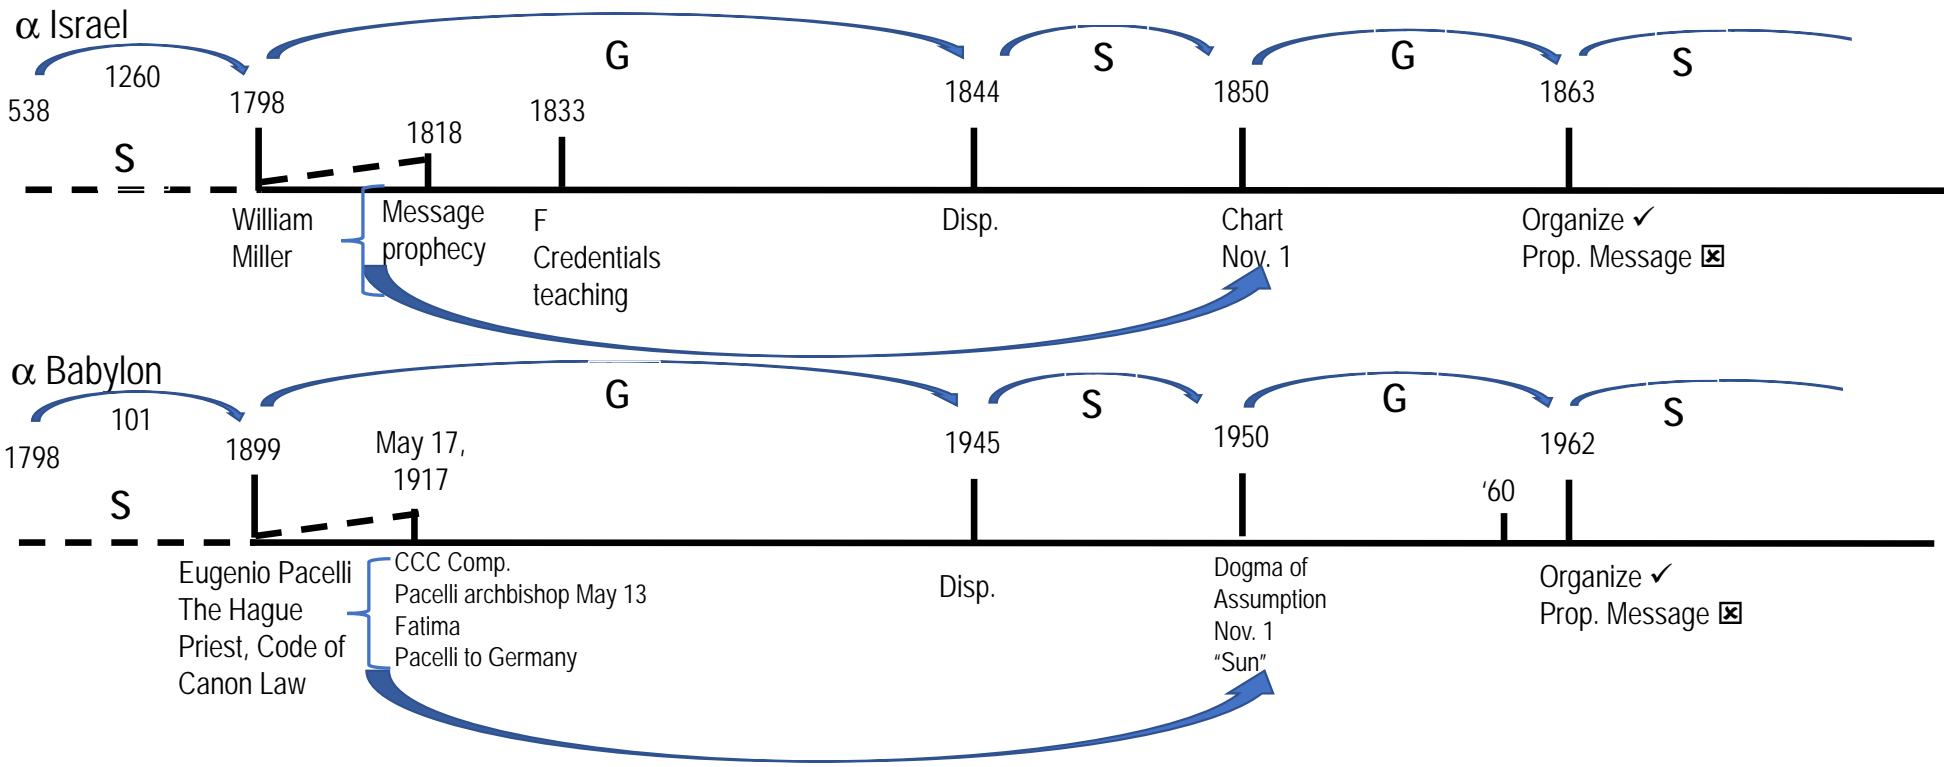 α Israel
G
S
G
S
1260
538
1798
1818
1833
1844
1850
1863
S
William
Miller
Message
prophecy
F
Credentials
teaching
Disp.
Chart
Nov. 1
Organize ✓
Prop. Message ☒
α Babylon
G
S
G
S
101
1798
1899
May 17,
1917
1945
1950
'60
1962
S
Eugenio Pacelli
The Hague
Priest, Code of
Canon Law
CCC Comp.
Pacelli archbishop May 13
Fatima
Pacelli to Germany
Disp.
Dogma of
Assumption
Nov. 1
“Sun”
Organize ✓
Prop. Message ☒